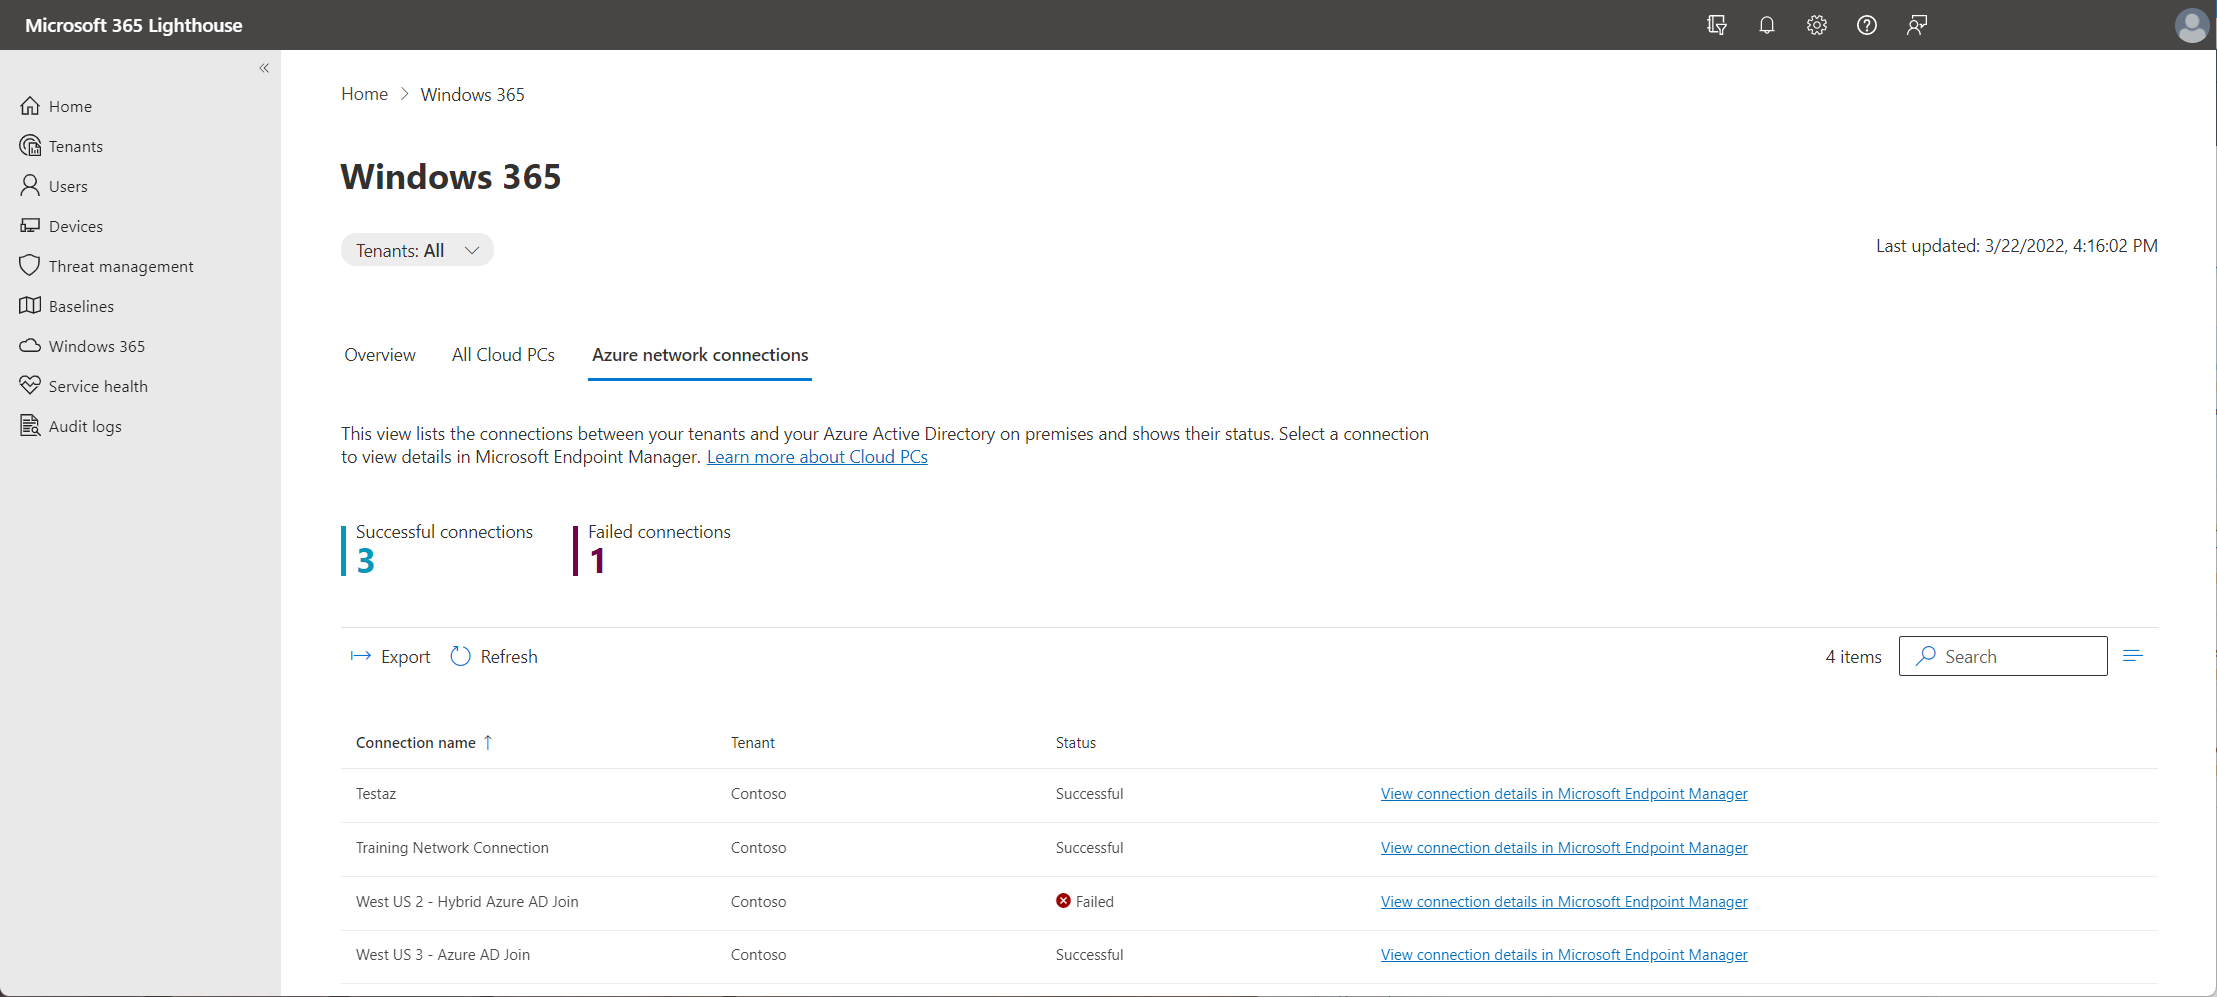 Microsoft 365 Lighthouse
Home
Tenants
Users
Devices
Threat management
Baselines
Windows 365
Service health
Audit logs
Home > Windows 365
Windows 365
Tenants: All
Last updated: 3/22/2022, 4:16:02 PM
Overview All Cloud PCs Azure network connections
This view lists the connections between your tenants and your Azure Active Directory on premises and shows their status. Select a connection
to view details in Microsoft Endpoint Manager. Learn more about Cloud PCs
Successful connections
3
Failed connections
1
Export Refresh 4 items Search
Connection name ↑ Tenant Status
Testaz Contoso Successful View connection details in Microsoft Endpoint Manager
Training Network Connection Contoso Successful View connection details in Microsoft Endpoint Manager
West US 2 - Hybrid Azure AD Join Contoso Failed View connection details in Microsoft Endpoint Manager
West US 3 - Azure AD Join Contoso Successful View connection details in Microsoft Endpoint Manager